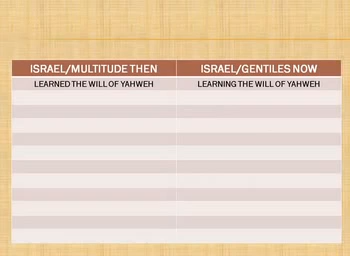 ISRAEL/MULTITUDE THEN ISRAEL/GENTILES NOW
LEARNED THE WILL OF YAHWEH LEARNING THE WILL OF YAHWEH